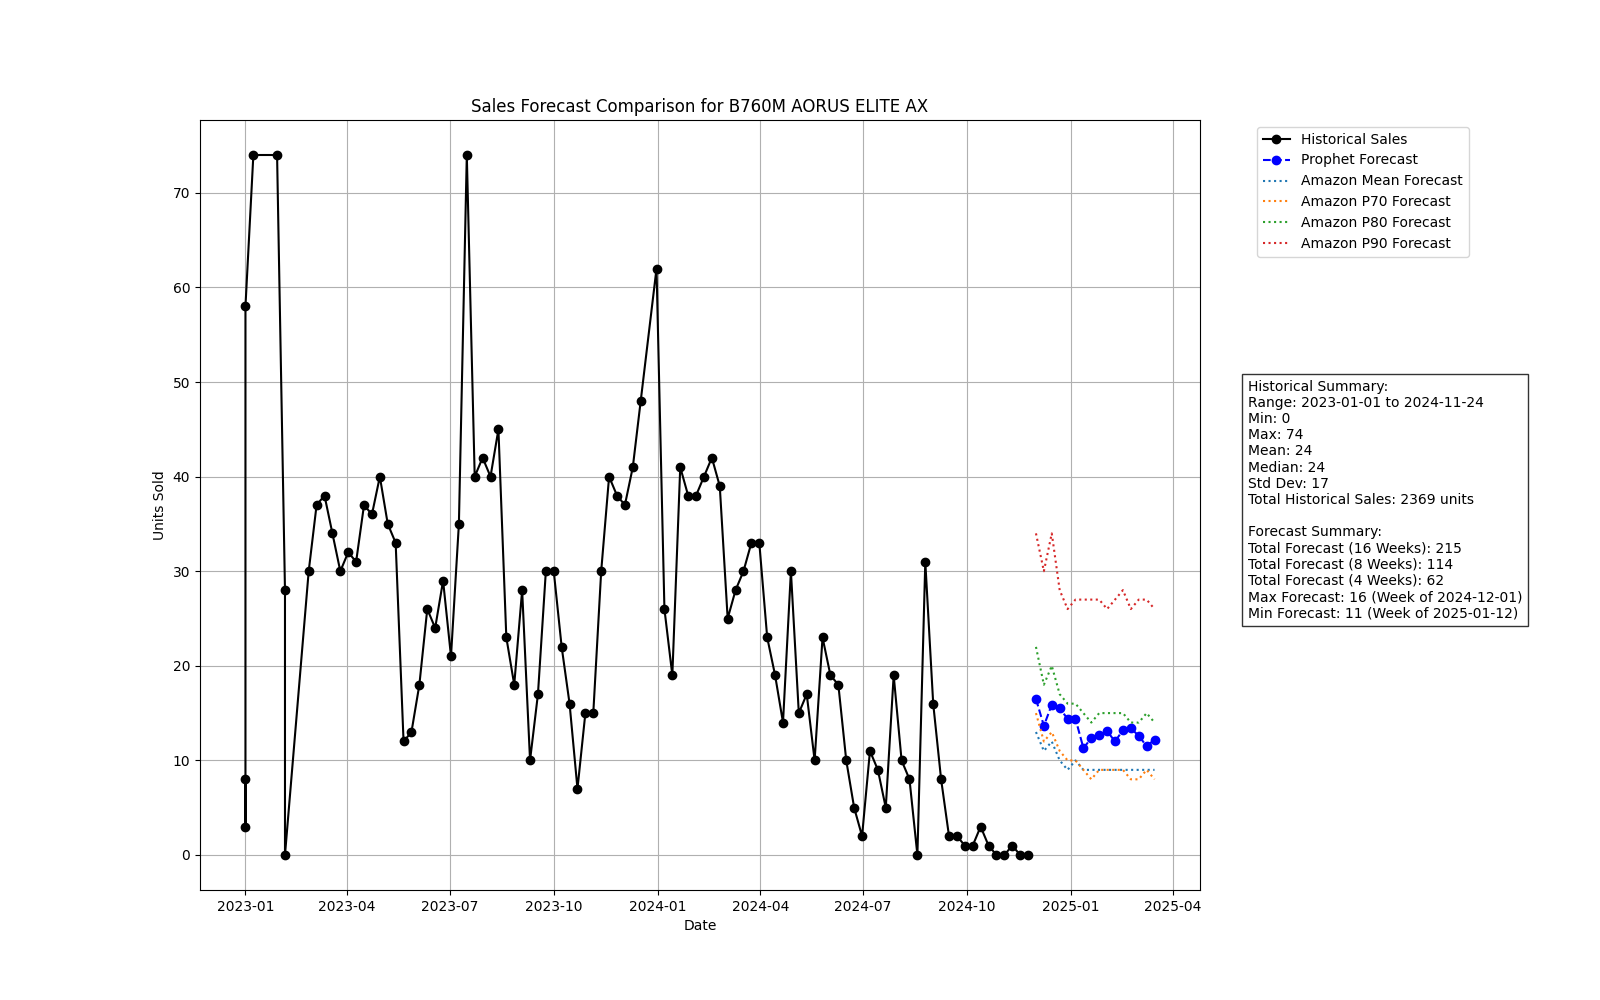 Sales Forecast Comparison for B760M AORUS ELITE AX
Units Sold
70
60
50
40
30
20
10
0
2023-01
2023-04
2023-07
2023-10
2024-01
2024-04
2024-07
2024-10
2025-01
2025-04
Date
Historical Sales
Prophet Forecast
Amazon Mean Forecast
Amazon P70 Forecast
Amazon P80 Forecast
Amazon P90 Forecast
Historical Summary:
Range: 2023-01-01 to 2024-11-24
Min: 0
Max: 74
Mean: 24
Median: 24
Std Dev: 17
Total Historical Sales: 2369 units
Forecast Summary:
Total Forecast (16 Weeks): 215
Total Forecast (8 Weeks): 114
Total Forecast (4 Weeks): 62
Max Forecast: 16 (Week of 2024-12-01)
Min Forecast: 11 (Week of 2025-01-12)